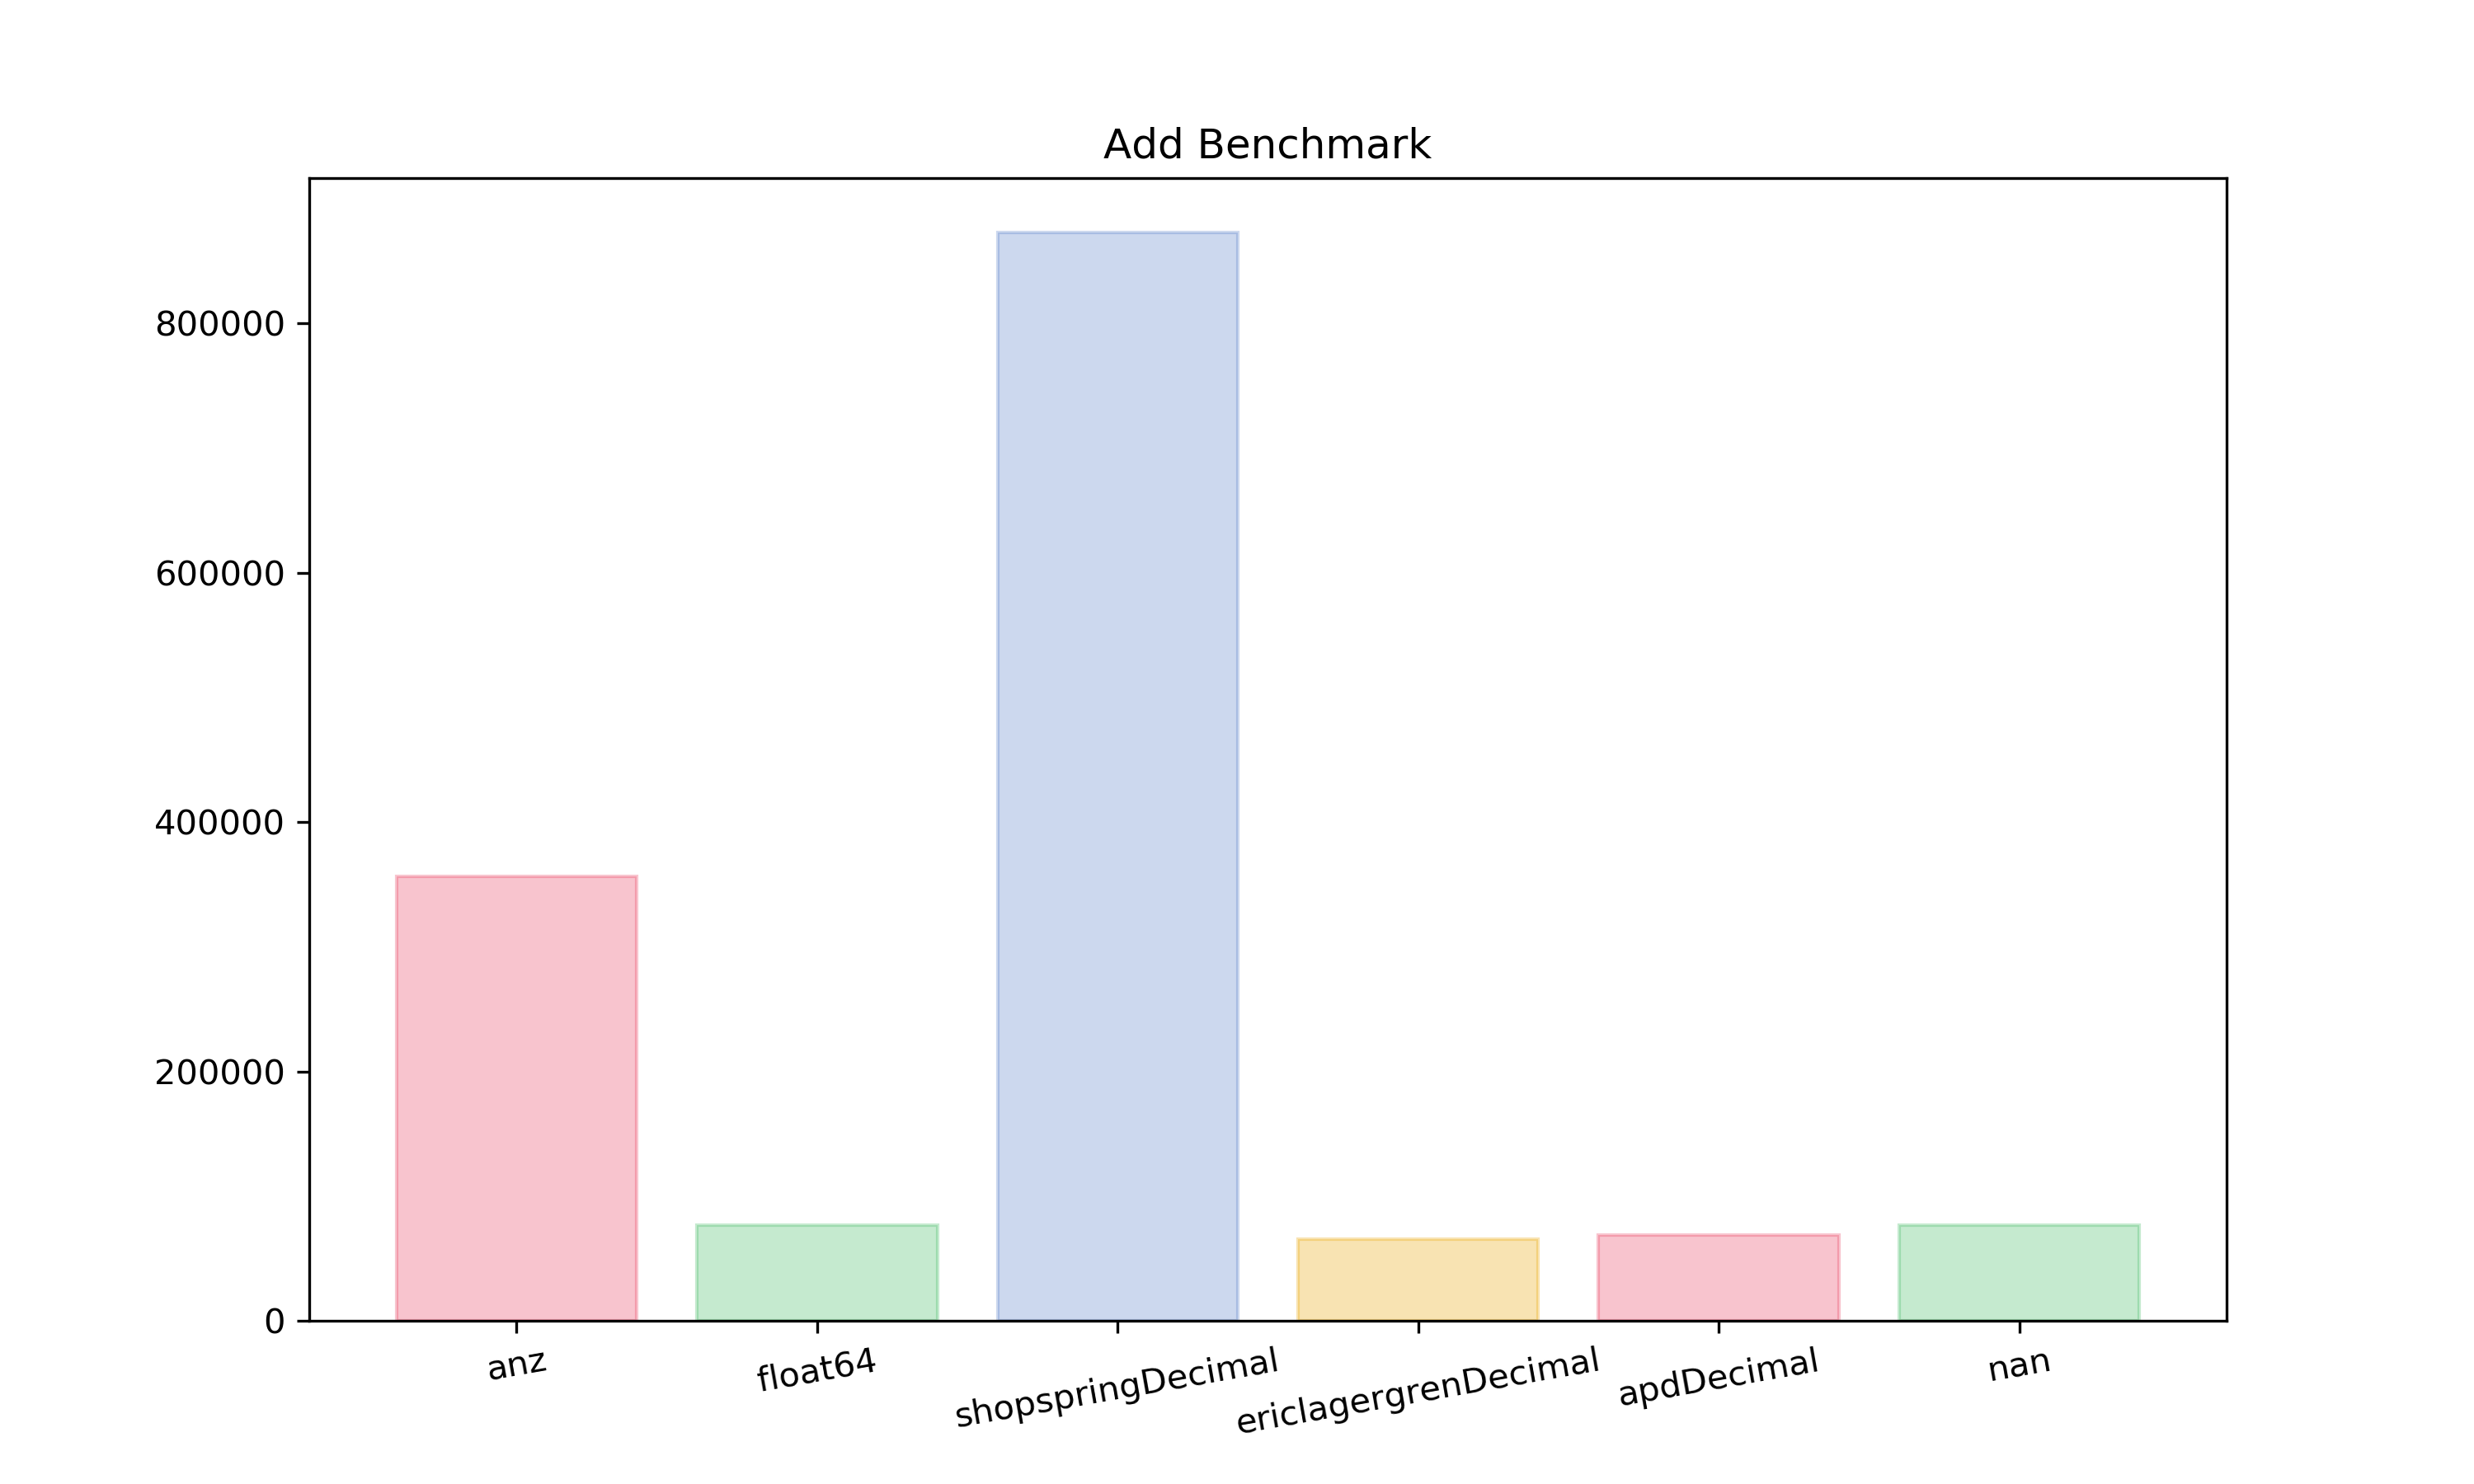 Add Benchmark
800000
600000
400000
200000
0
anz
float64
shopspringDecimal
ericlagergrenDecimal
apdDecimal
nan